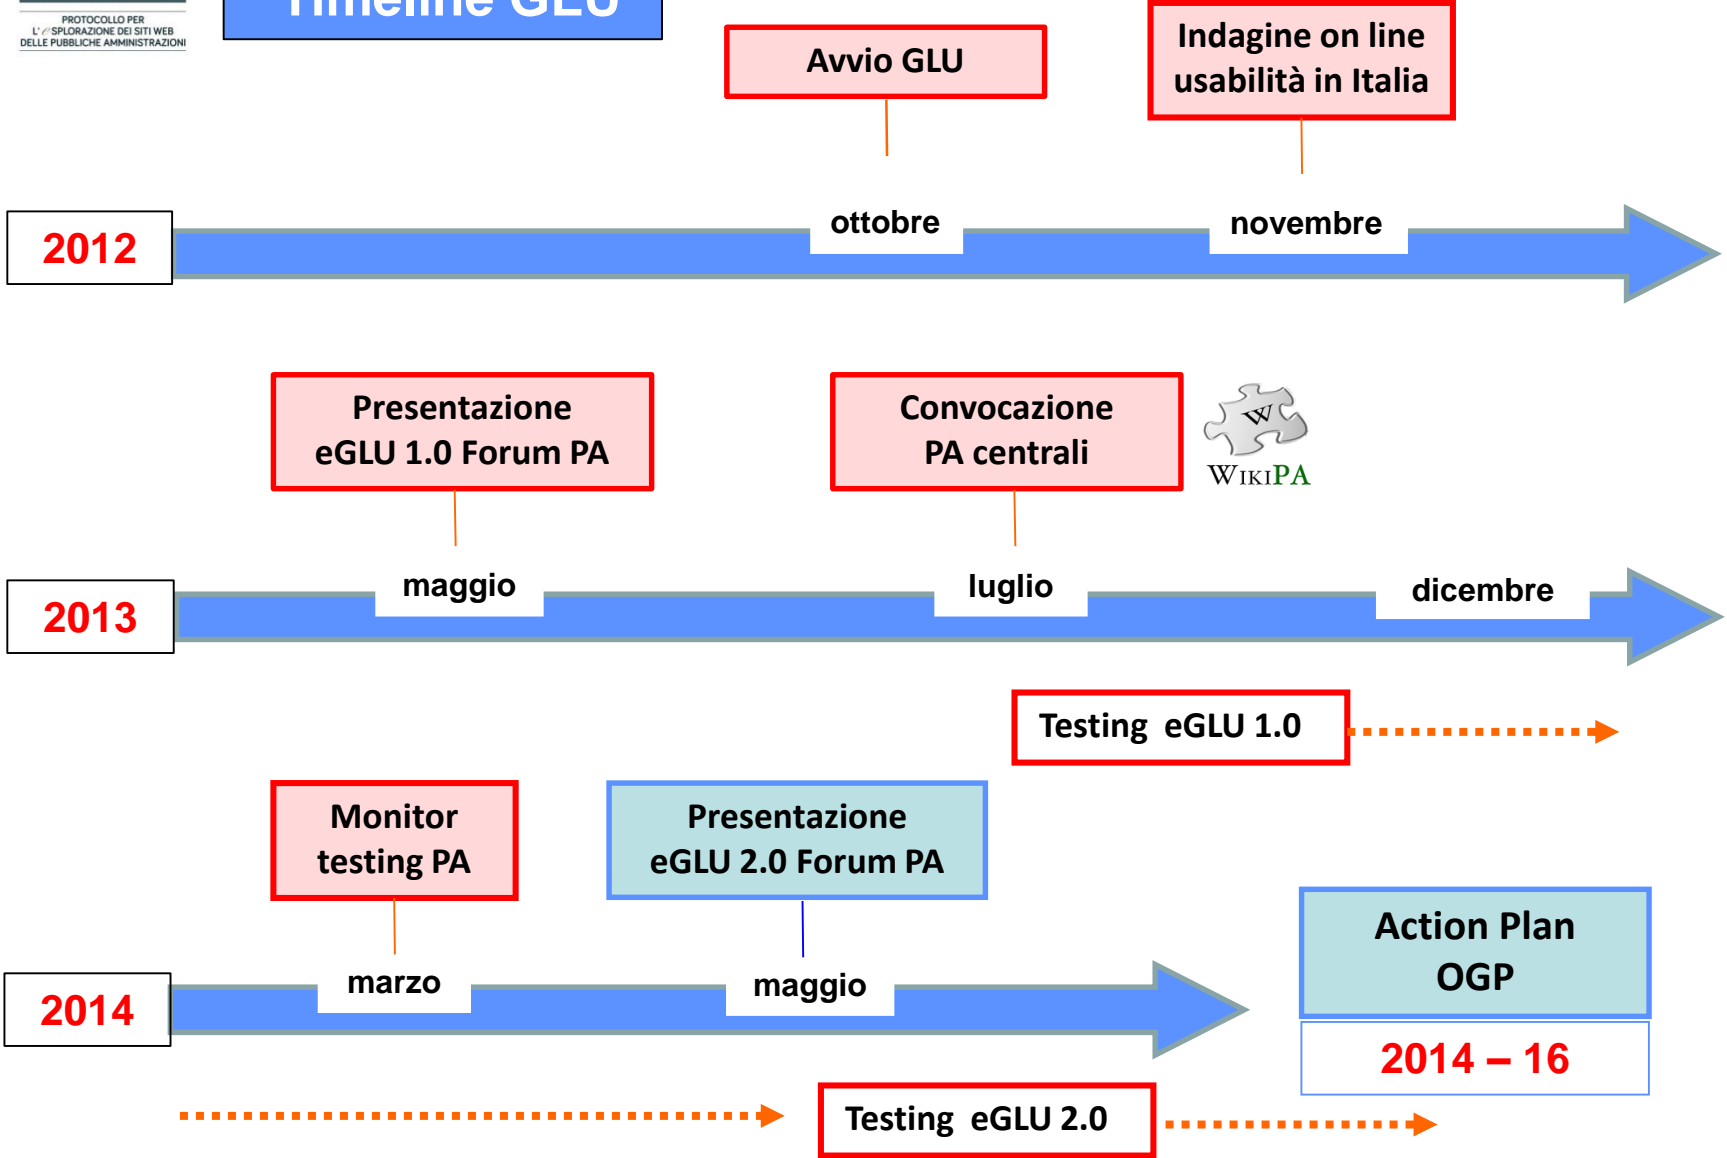 PROTOCOLLO PER
L'eSPLORAZIONE DEI SITI WEB
DELLE PUBBLICHE AMMINISTRAZIONI
Timeline GLU
Avvio GLU
Indagine on line
usabilità in Italia
2012
ottobre
novembre
Presentazione
eGLU 1.0 Forum PA
Convocazione
PA centrali
W
WIKIPA
2013
maggio
luglio
dicembre
Testing eGLU 1.0
Monitor
testing PA
Presentazione
eGLU 2.0 Forum PA
Action Plan
OGP
2014 – 16
2014
marzo
maggio
Testing eGLU 2.0